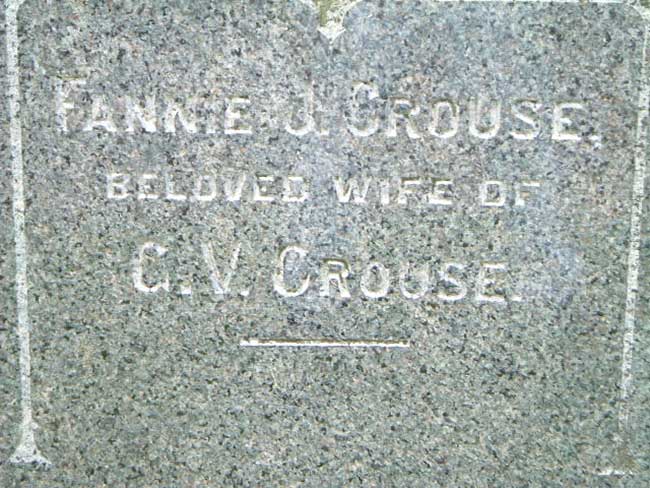 FANNIE J. CROUSE,
BELOVED WIFE OF
G. V. CROUSE.